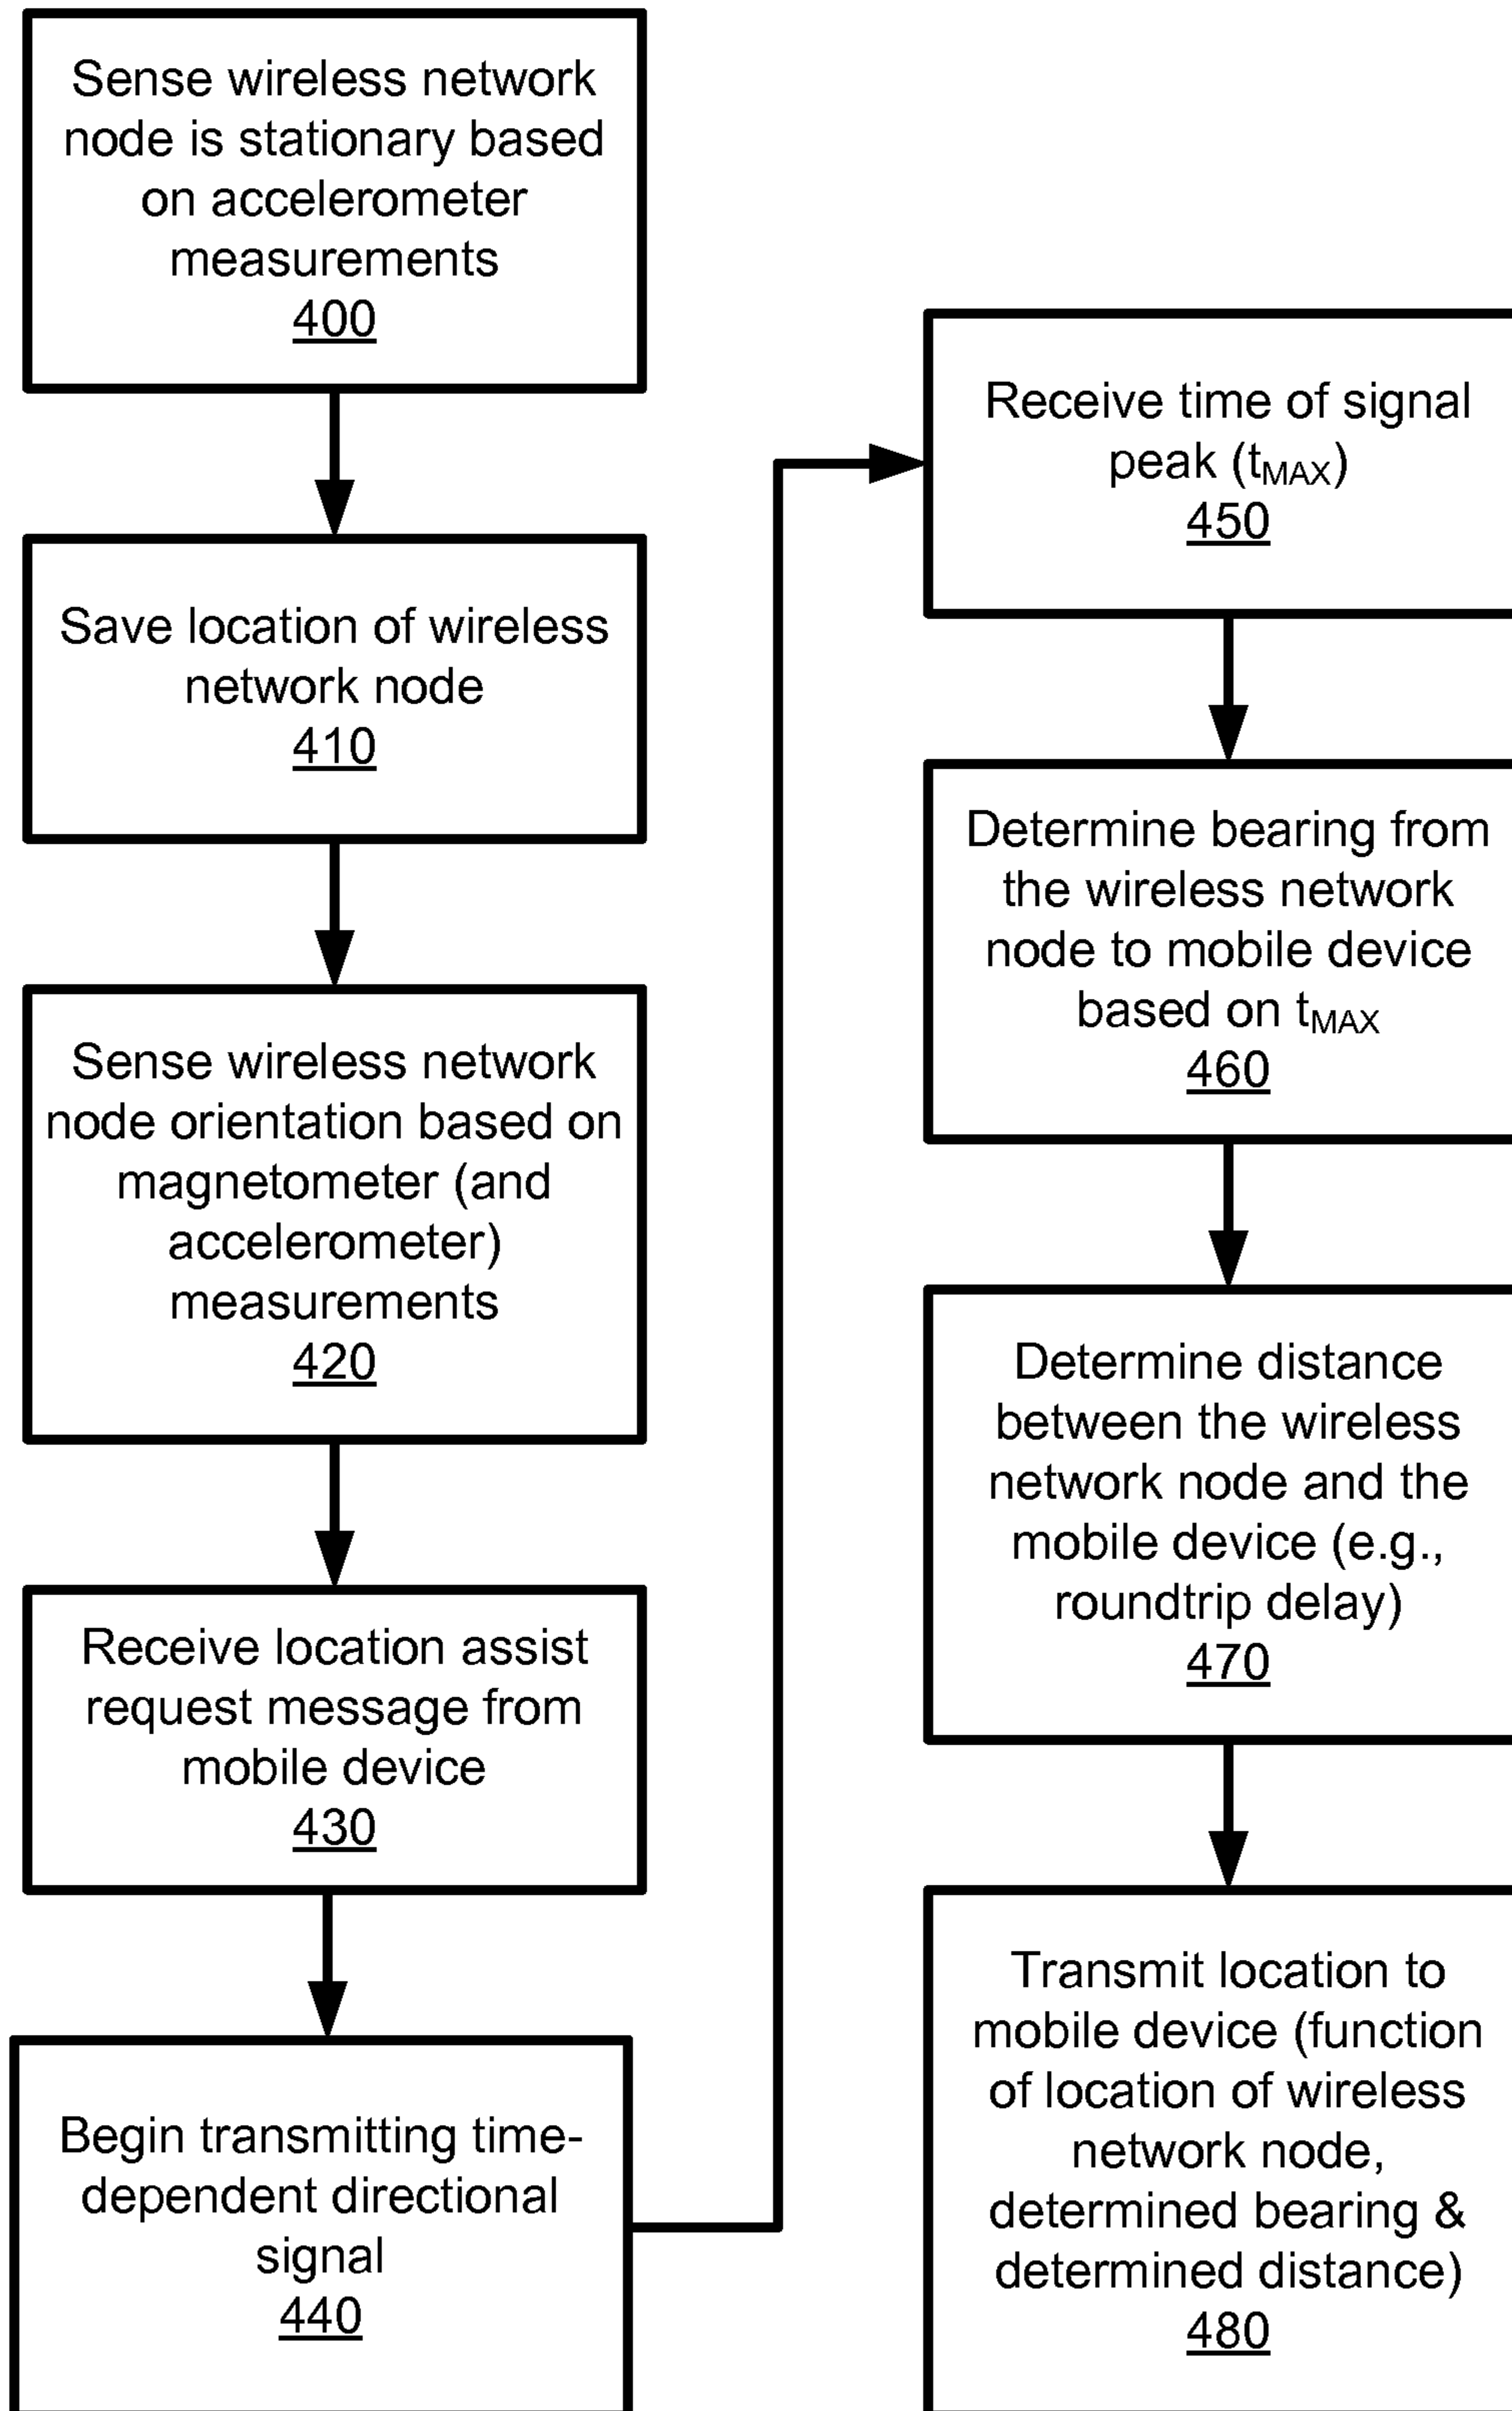 Sense wireless network
node is stationary based
on accelerometer
measurements
400
Save location of wireless
network node
410
Sense wireless network
node orientation based on
magnetometer (and
accelerometer)
measurements
420
Receive location assist
request message from
mobile device
430
Begin transmitting time-
dependent directional
signal
440
Receive time of signal
peak (tMAX)
450
Determine bearing from
the wireless network
node to mobile device
based on tMAX
460
Determine distance
between the wireless
network node and the
mobile device (e.g.,
roundtrip delay)
470
Transmit location to
mobile device (function
of location of wireless
network node,
determined bearing &
determined distance)
480